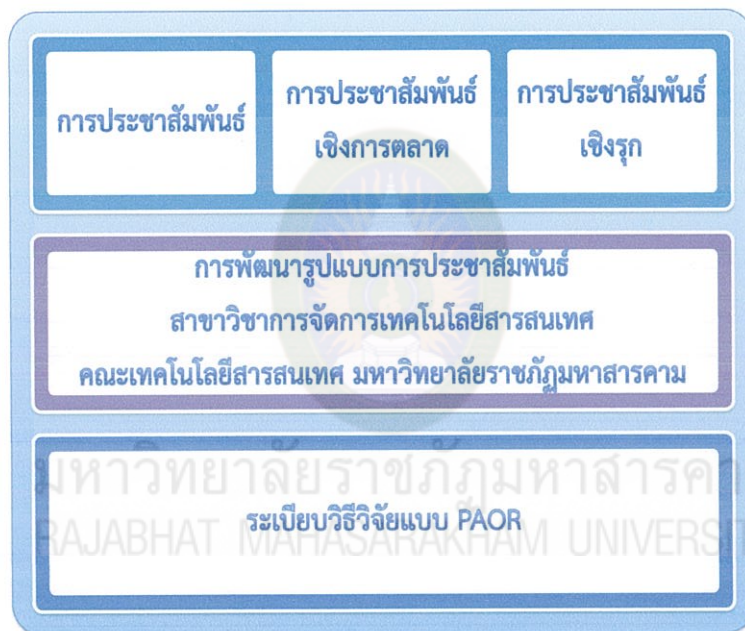 การประชาสัมพันธ์
การประชาสัมพันธ์
เชิงการตลาด
การประชาสัมพันธ์
เชิงรุก
การพัฒนารูปแบบการประชาสัมพันธ์
สาขาวิชาการจัดการเทคโนโลยีสารสนเทศ
คณะเทคโนโลยีสารสนเทศ มหาวิทยาลัยราชภัฏมหาสารคาม
มหาวิทยาลัยราชภัฏมหาสารคา
ระเบียบวิธีวิจัยแบบ PAOR
RAJABHAT MAHASARAKHAM UNIVERSIT